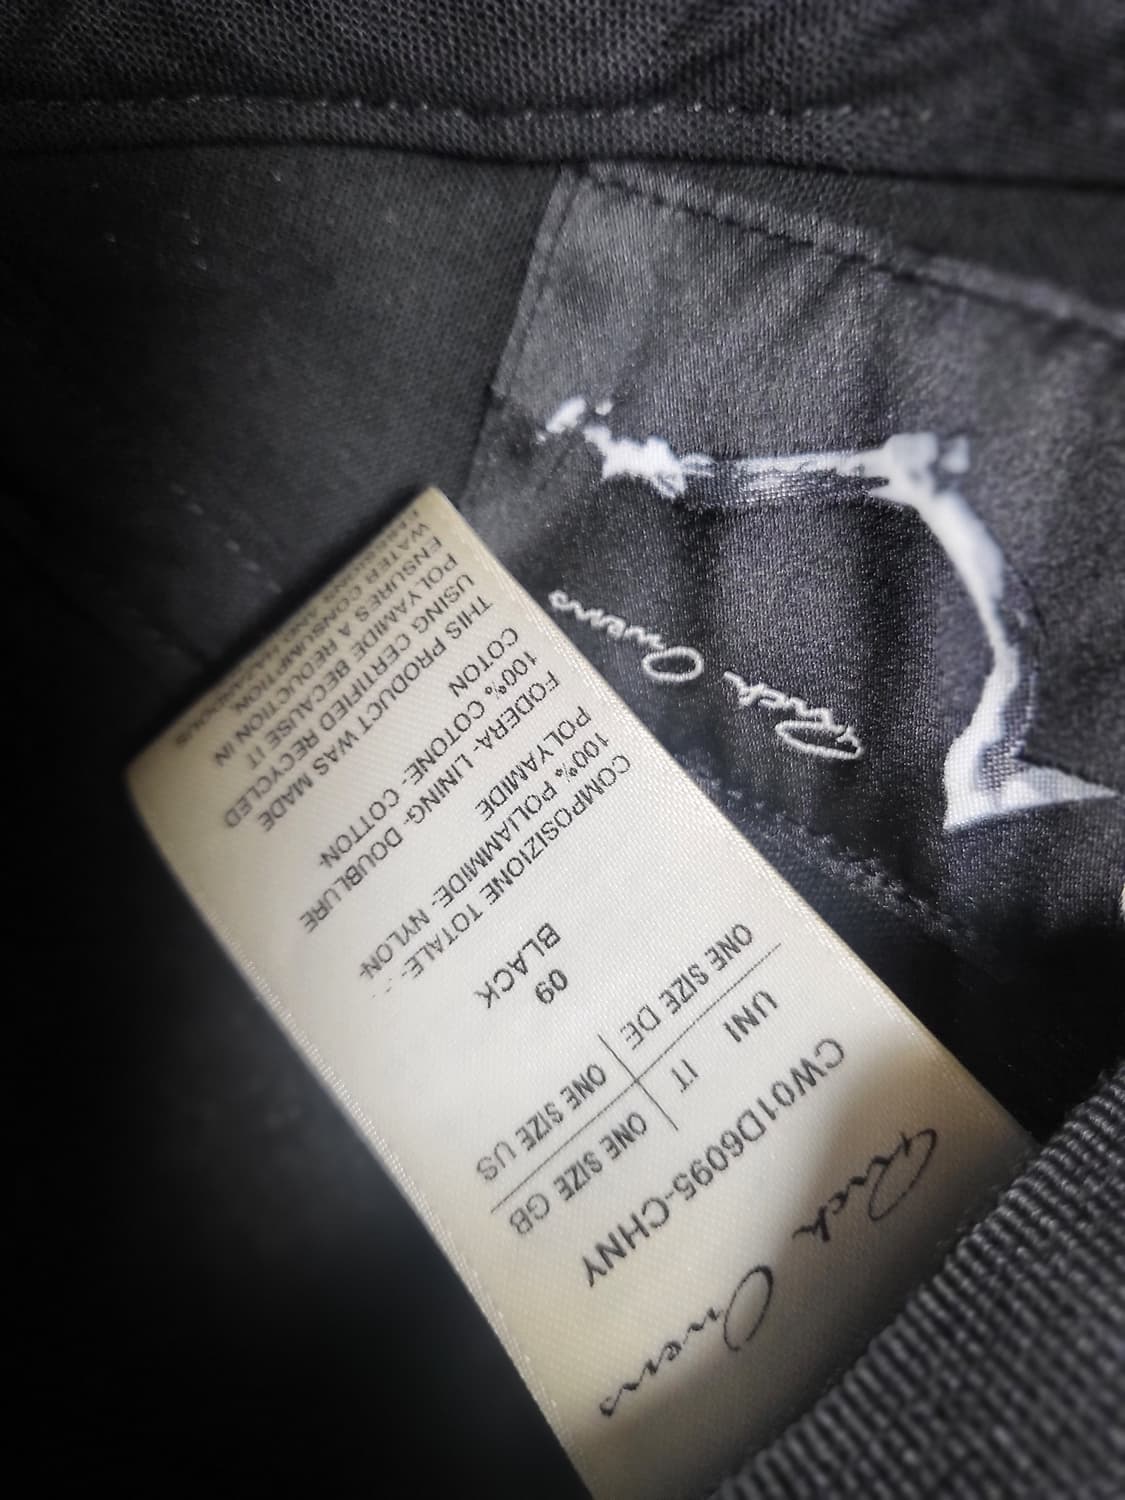 Rick Owens
Rick Owens
CW01D6095-CHNY
UNI IT
ONE SIZE GB
ONE SIZE DE
ONE SIZE US
09
BLACK
COMPOSIZIONE TOTALE-
100% POLIAMMIDE- NYLON-
POLYAMIDE
FODERA- LINING- DOUBLURE
100% COTONE- COTTON-
COTON
THIS PRODUCT WAS MADE
USING CERTIFIED RECYCLED
POLYAMIDE BECAUSE IT
ENSURES A REDUCTION IN
WATER CONSUMPTION,